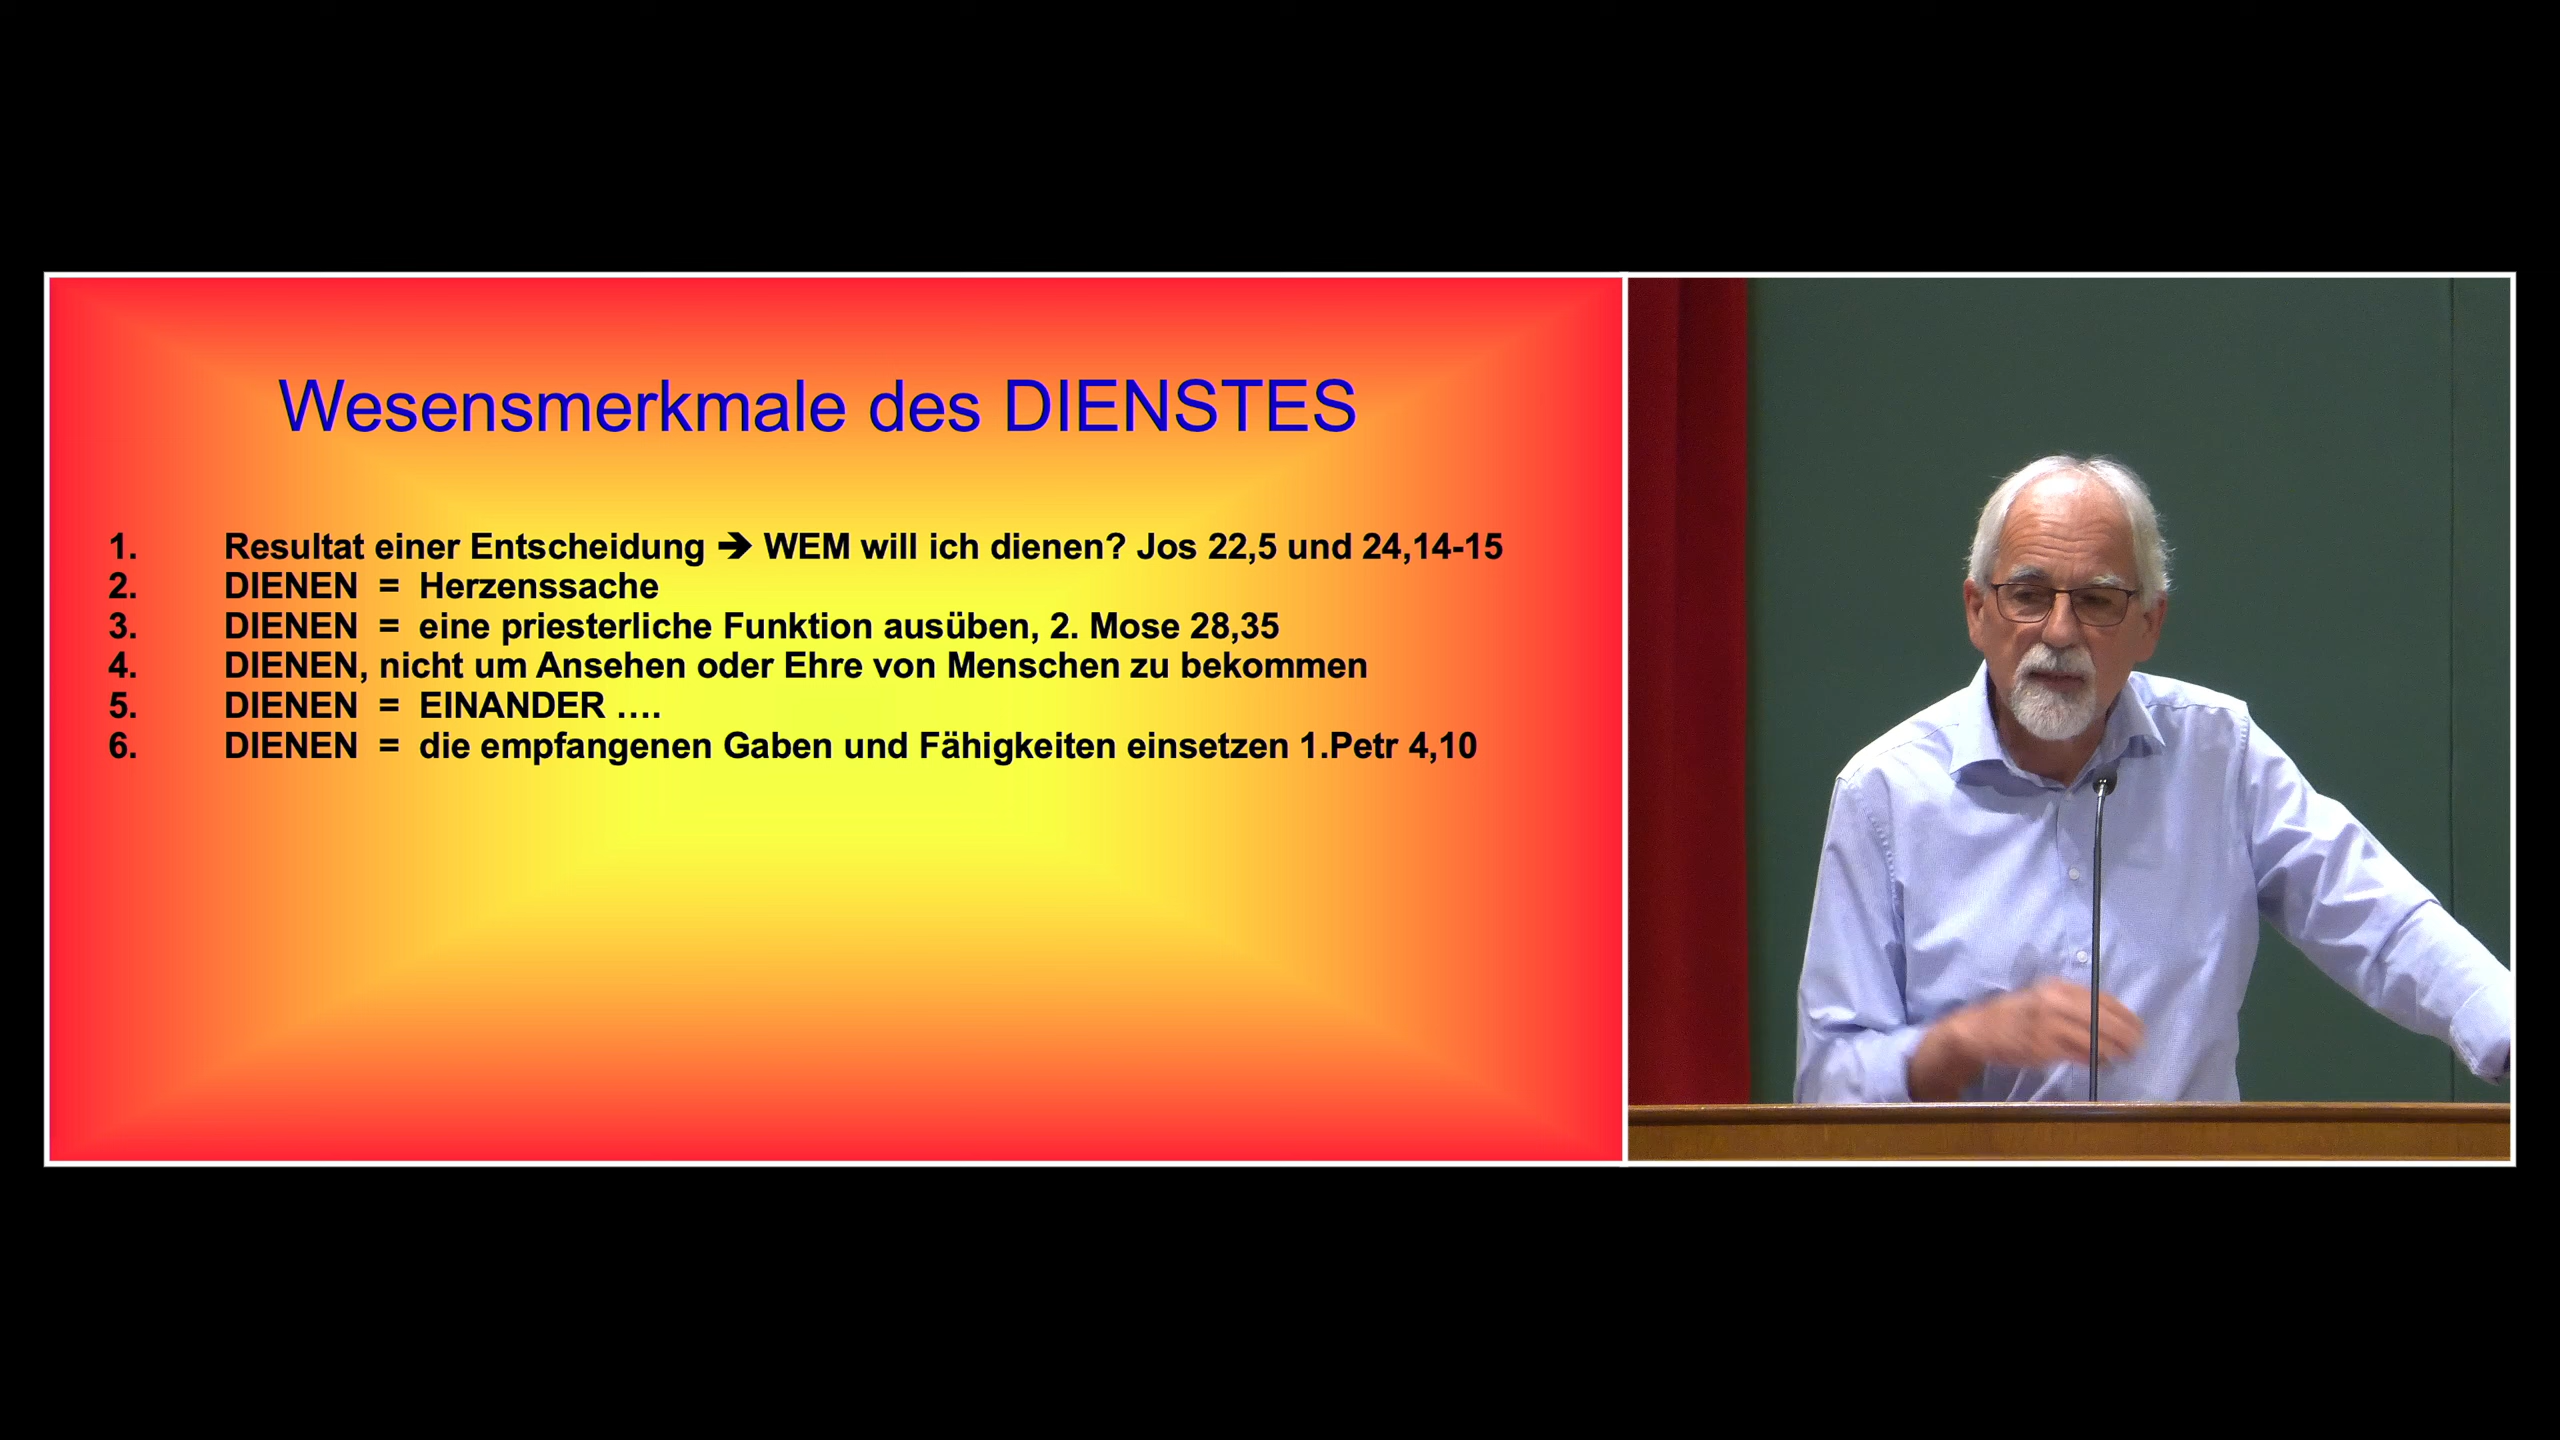 Wesensmerkmale des DIENSTES
1. Resultat einer Entscheidung ➔ WEM will ich dienen? Jos 22,5 und 24,14-15
2. DIENEN = Herzenssache
3. DIENEN = eine priesterliche Funktion ausüben, 2. Mose 28,35
4. DIENEN, nicht um Ansehen oder Ehre von Menschen zu bekommen
5. DIENEN = EINANDER ….
6. DIENEN = die empfangenen Gaben und Fähigkeiten einsetzen 1.Petr 4,10